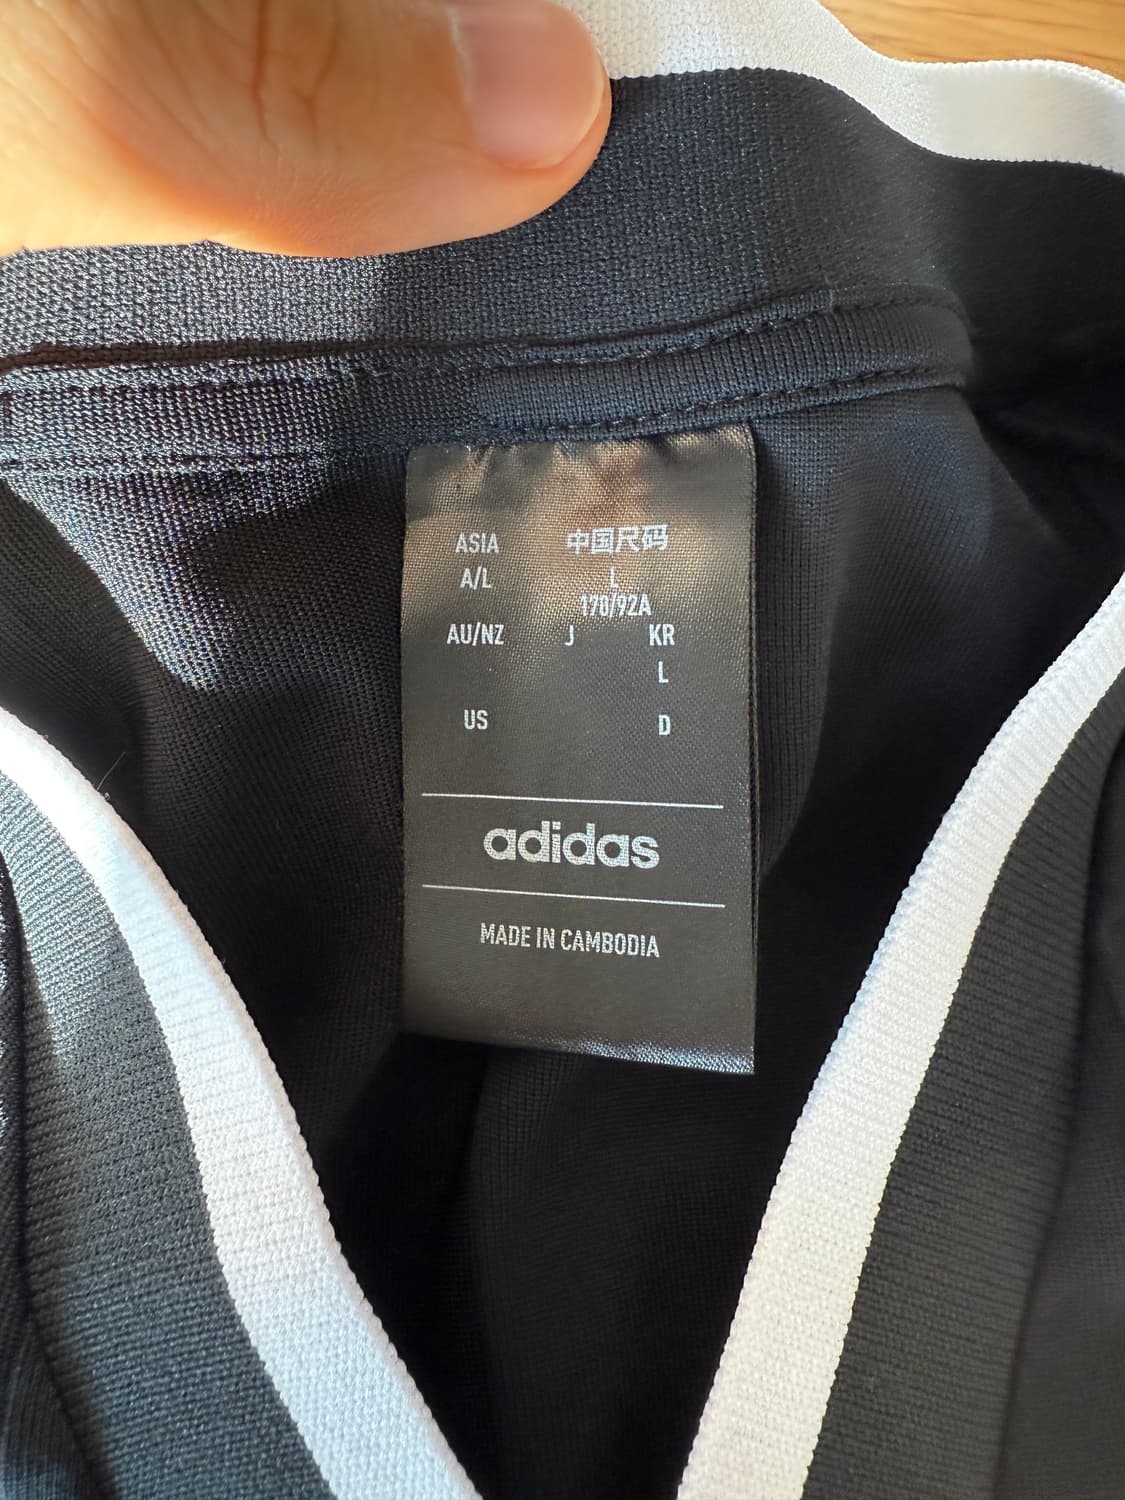 ASIA 中国尺码
A/L L
170/92A
AU/NZ J KR
L
US D
adidas
MADE IN CAMBODIA